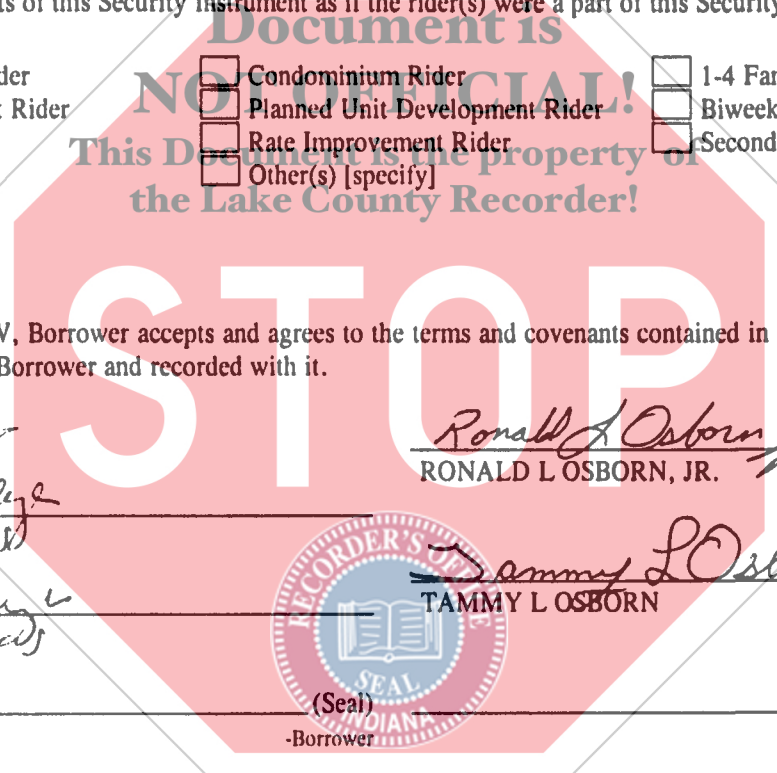 ts of this Security Instrument as if the rider(s) were a part of this Security
Document is
der Condominium Rider 1-4 Fam
t Rider Planned Unit Development Rider Biweek
NOT OFFICIAL!
Rate Improvement Rider Second
This Document is the property of
Other(s) [specify]
the Lake County Recorder!
STOP
, Borrower accepts and agrees to the terms and covenants contained in
Borrower and recorded with it.
Ronald L Osborn
RONALD L OSBORN, JR.
Tammy L Osb
TAMMY L OSBORN
RECORDER'S OFFICE
SEAL
INDIANA
(Seal)
-Borrower